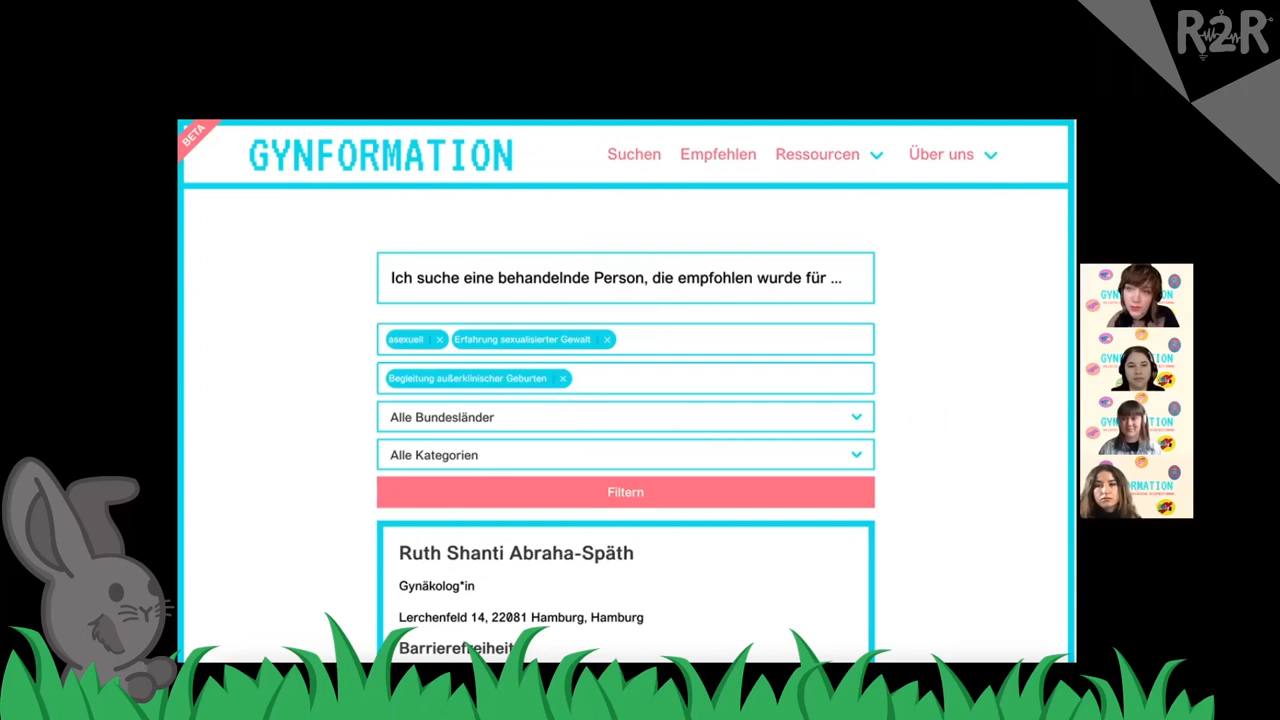 R2R
BETA
GYNFORMATION
Suchen
Empfehlen
Ressourcen
Über uns
Ich suche eine behandelnde Person, die empfohlen wurde für ...
asexuell
Erfahrung sexualisierter Gewalt
Begleitung außerklinischer Geburten
Alle Bundesländer
Alle Kategorien
Filtern
Ruth Shanti Abraha-Späth
Gynäkolog*in
Lerchenfeld 14, 22081 Hamburg, Hamburg
Barrierefreiheit